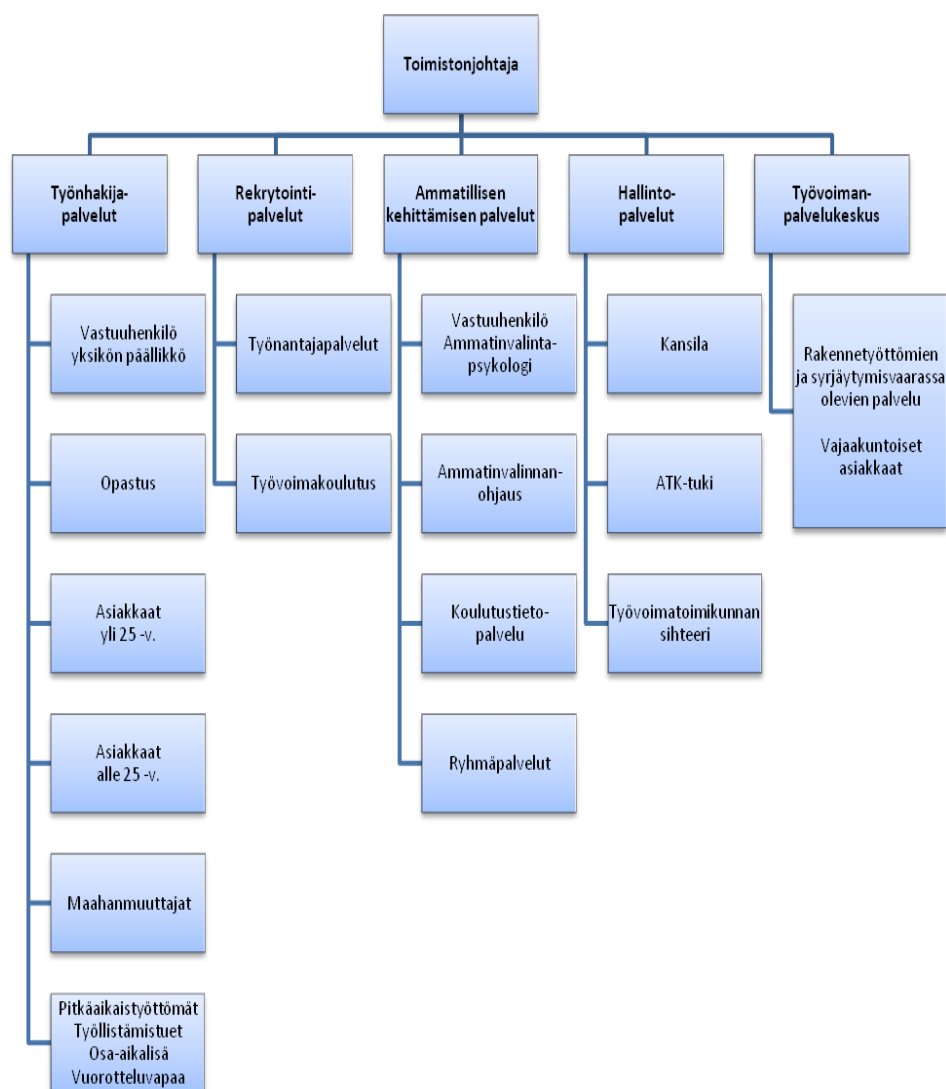 Toimistonjohtaja
Työnhakija-
palvelut
Rekrytointi-
palvelut
Ammatillisen
kehittämisen palvelut
Hallinto-
palvelut
Työvoiman-
palvelukeskus
Vastuuhenkilö
yksikön päällikkö
Opastus
Asiakkaat
yli 25 -v.
Asiakkaat
alle 25 -v.
Maahanmuuttajat
Pitkäaikaistyöttömät
Työllistämistuet
Osa-aikalisä
Vuorotteluvapaa
Työnantajapalvelut
Työvoimakoulutus
Vastuuhenkilö
Ammatinvalinta-
psykologi
Ammatinvalinnan-
ohjaus
Koulutustieto-
palvelu
Ryhmäpalvelut
Kansila
ATK-tuki
Työvoimatoimikunnan
sihteeri
Rakennetyöttömien
ja syrjäytymisvaarassa
olevien palvelu
Vajaakuntoiset
asiakkaat